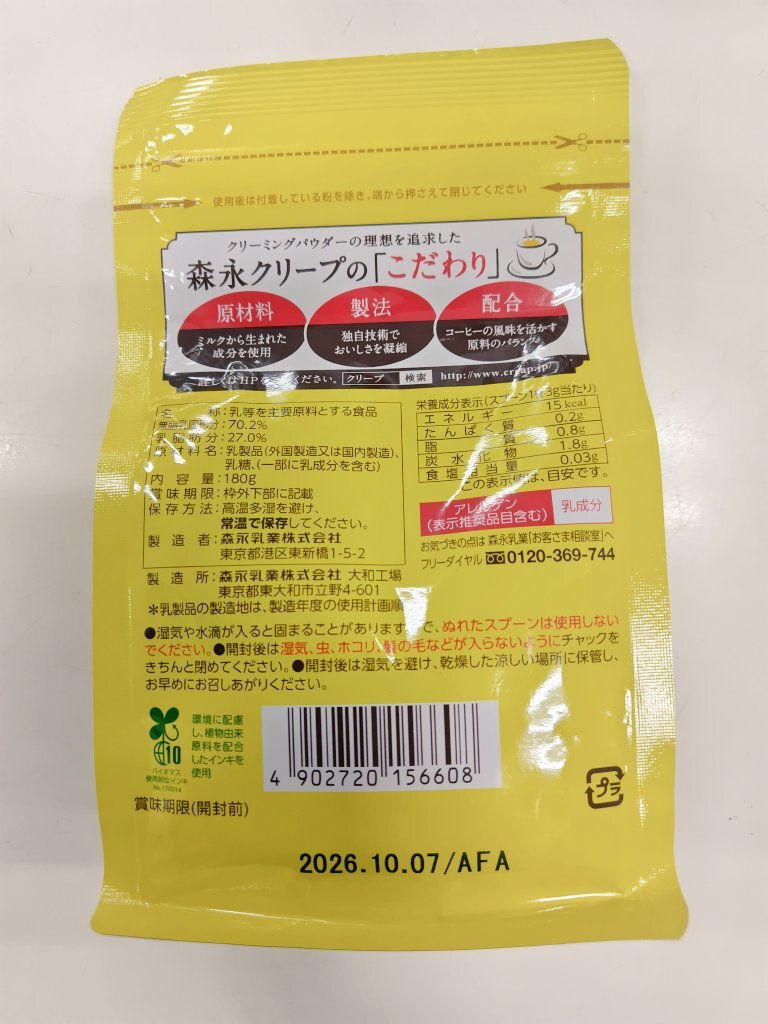 使用後は付着している粉を除き、端から押さえて閉じてください
クリーミングパウダーの理想を追求した
森永クリープの「こだわり」
原材料
ミルクから生まれた
成分を使用
製法
独自技術で
おいしさを凝縮
配合
コーヒーの風味を活かす
原料のバランス
クリープ 検索 http://www.creap.jp/
名称:乳等を主要原料とする食品
無脂乳固形分:70.2%
乳脂肪分:27.0%
原材料名:乳製品(外国製造又は国内製造)、
乳糖、(一部に乳成分を含む)
内容量:180g
賞味期限:枠外下部に記載
保存方法:高温多湿を避け、
常温で保存してください。
製造者:森永乳業株式会社
東京都港区東新橋1-5-2
製造所:森永乳業株式会社 大和工場
東京都東大和市立野4-601
＊乳製品の製造地は、製造年度の使用計画順
栄養成分表示(スプーン1杯3g当たり)
エネルギー 15kcal
たんぱく質 0.2g
脂質 0.8g
炭水化物 1.8g
食塩相当量 0.03g
この表示値は、目安です。
アレルゲン
(表示推奨品目含む)
乳成分
お気づきの点は 森永乳業[お客さま相談室]へ
フリーダイヤル 0120-369-744
●湿気や水滴が入ると固まることがありますので、ぬれたスプーンは使用しない
でください。●開封後は湿気、虫、ホコリ、髪の毛などが入らないようにチャックを
きちんと閉めてください。●開封後は湿気を避け、乾燥した涼しい場所に保管し、
お早めにお召しあがりください。
10
バイオマス
使用部位:インキ
No.170014
環境に配慮
し、植物由来
原料を配合
したインキを
使用
4 902720 156608
プラ
賞味期限(開封前)
2026.10.07/AFA